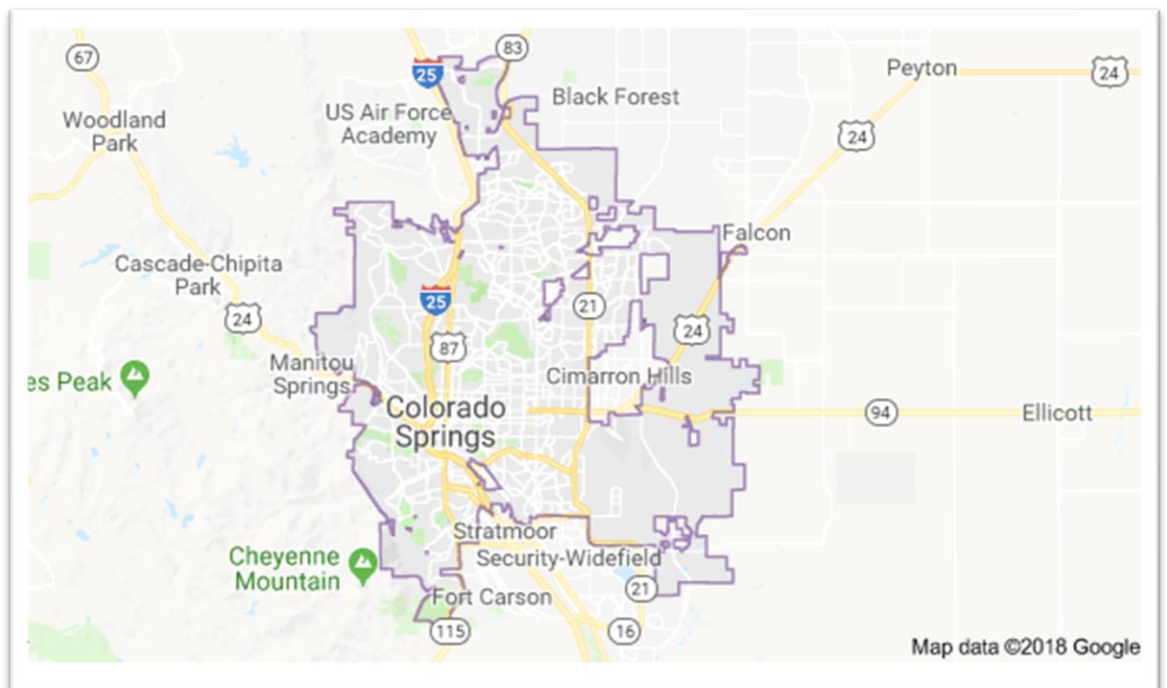 83
67
25
Peyton
24
Black Forest
US Air Force
Academy
Woodland
Park
24
Falcon
Cascade-Chipita
Park
25
21
24
24
87
Manitou
Springs
es Peak
Cimarron Hills
Colorado
Springs
94
Ellicott
Stratmoor
Security-Widefield
Cheyenne
Mountain
21
Fort Carson
115
16
Map data ©2018 Google